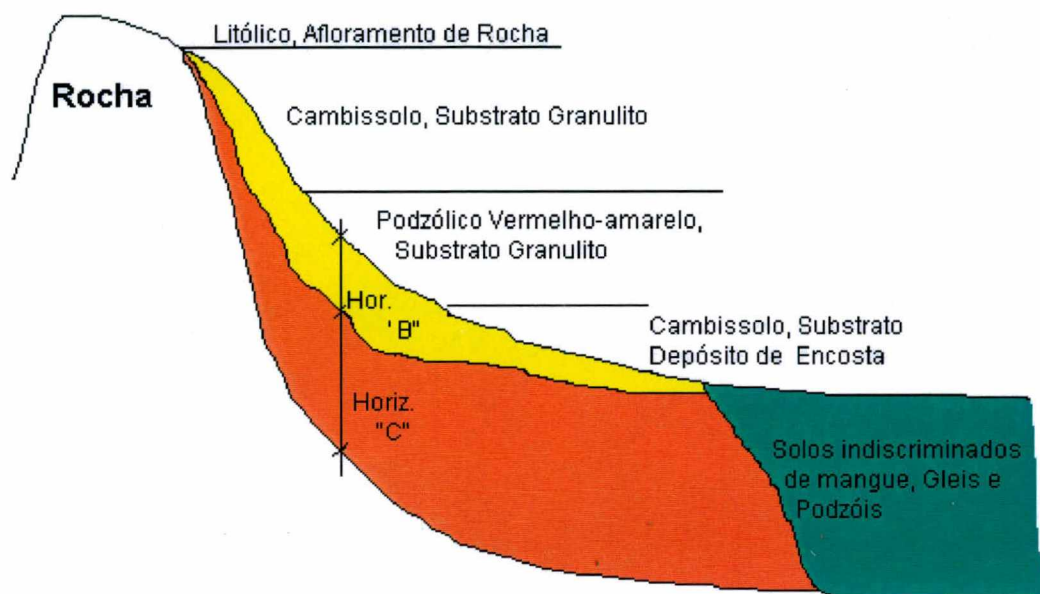 Litólico, Afloramento de Rocha
Rocha
Cambissolo, Substrato Granulito
Podzólico Vermelho-amarelo,
Substrato Granulito
Hor.
'B"
Cambissolo, Substrato
Depósito de Encosta
Horiz.
"C"
Solos indiscriminados
de mangue, Gleis e
Podzóis